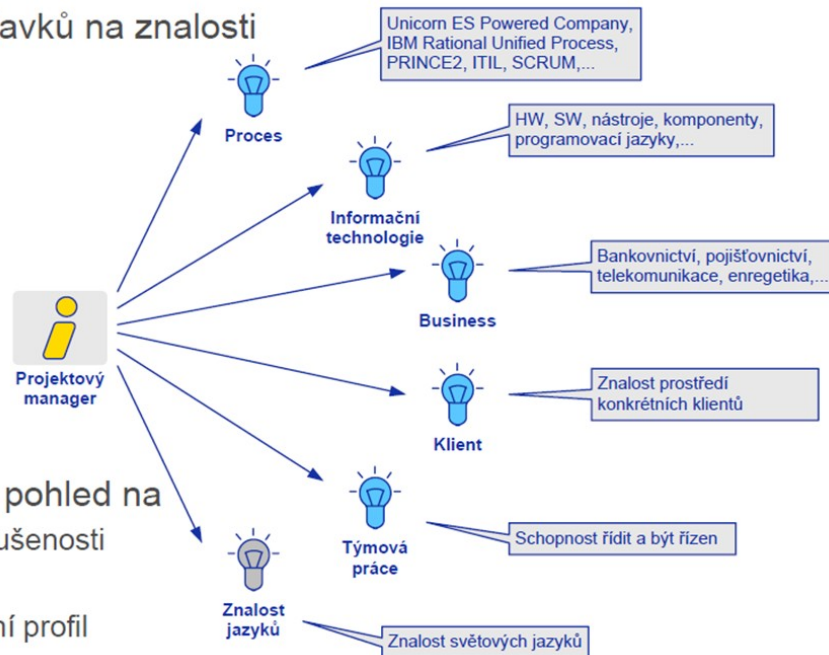 avků na znalosti
Unicorn ES Powered Company,
IBM Rational Unified Process,
PRINCE2, ITIL, SCRUM,...
Proces
HW, SW, nástroje, komponenty,
programovací jazyky,...
Informační
technologie
Bankovnictví, pojišťovnictví,
telekomunikace, enregetika,...
Business
Projektový
manager
Znalost prostředí
konkrétních klientů
Klient
pohled na
ušenosti
Týmová
práce
Schopnost řídit a být řízen
Znalost
jazyků
ní profil
Znalost světových jazyků